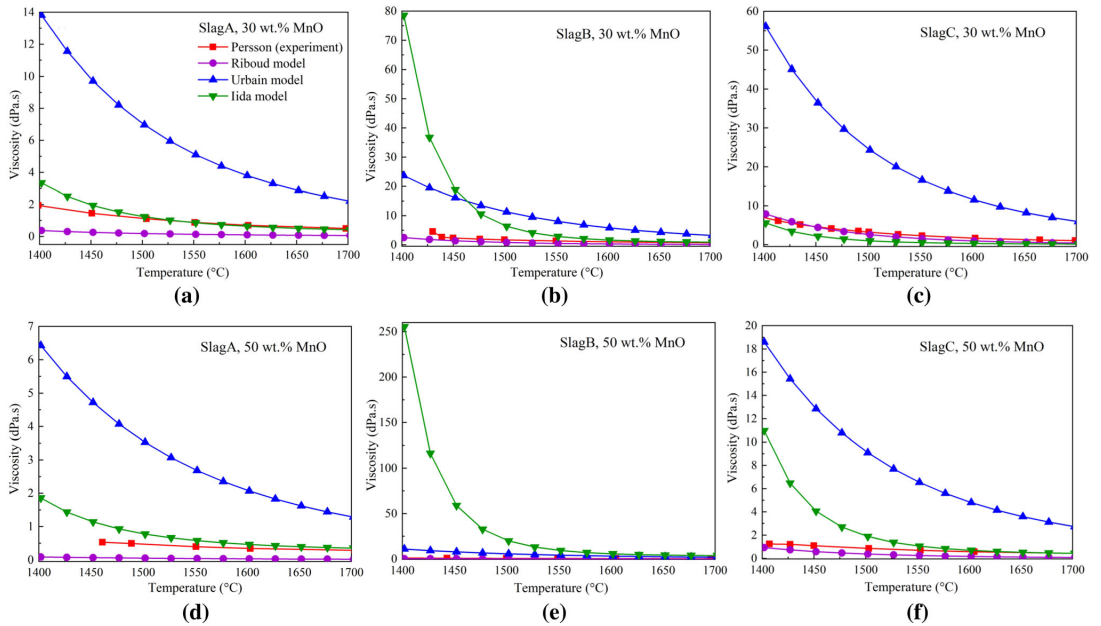 14
12
10
8
6
4
2
0
Viscosity (dPa.s)
SlagA, 30 wt.% MnO
Persson (experiment)
Riboud model
Urbain model
Iida model
1400 1450 1500 1550 1600 1650 1700
Temperature (°C)
(a)
80
70
60
50
40
30
20
10
0
Viscosity (dPa.s)
SlagB, 30 wt.% MnO
1400 1450 1500 1550 1600 1650 1700
Temperature (°C)
(b)
60
50
40
30
20
10
0
Viscosity (dPa.s)
SlagC, 30 wt.% MnO
1400 1450 1500 1550 1600 1650 1700
Temperature (°C)
(c)
7
6
5
4
3
2
1
0
Viscosity (dPa.s)
SlagA, 50 wt.% MnO
1400 1450 1500 1550 1600 1650 1700
Temperature (°C)
(d)
250
200
150
100
50
0
Viscosity (dPa.s)
SlagB, 50 wt.% MnO
1400 1450 1500 1550 1600 1650 1700
Temperature (°C)
(e)
20
18
16
14
12
10
8
6
4
2
0
Viscosity (dPa.s)
SlagC, 50 wt.% MnO
1400 1450 1500 1550 1600 1650 1700
Temperature (°C)
(f)